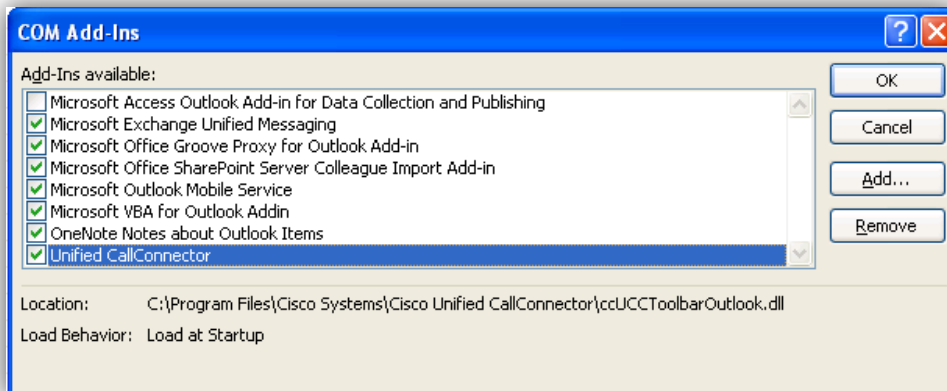 COM Add-Ins
?
X
Add-Ins available:
Microsoft Access Outlook Add-in for Data Collection and Publishing
Microsoft Exchange Unified Messaging
Microsoft Office Groove Proxy for Outlook Add-in
Microsoft Office SharePoint Server Colleague Import Add-in
Microsoft Outlook Mobile Service
Microsoft VBA for Outlook Addin
OneNote Notes about Outlook Items
Unified CallConnector
OK
Cancel
Add...
Remove
Location: C:\Program Files\Cisco Systems\Cisco Unified CallConnector\ccUCCToolbarOutlook.dll
Load Behavior: Load at Startup